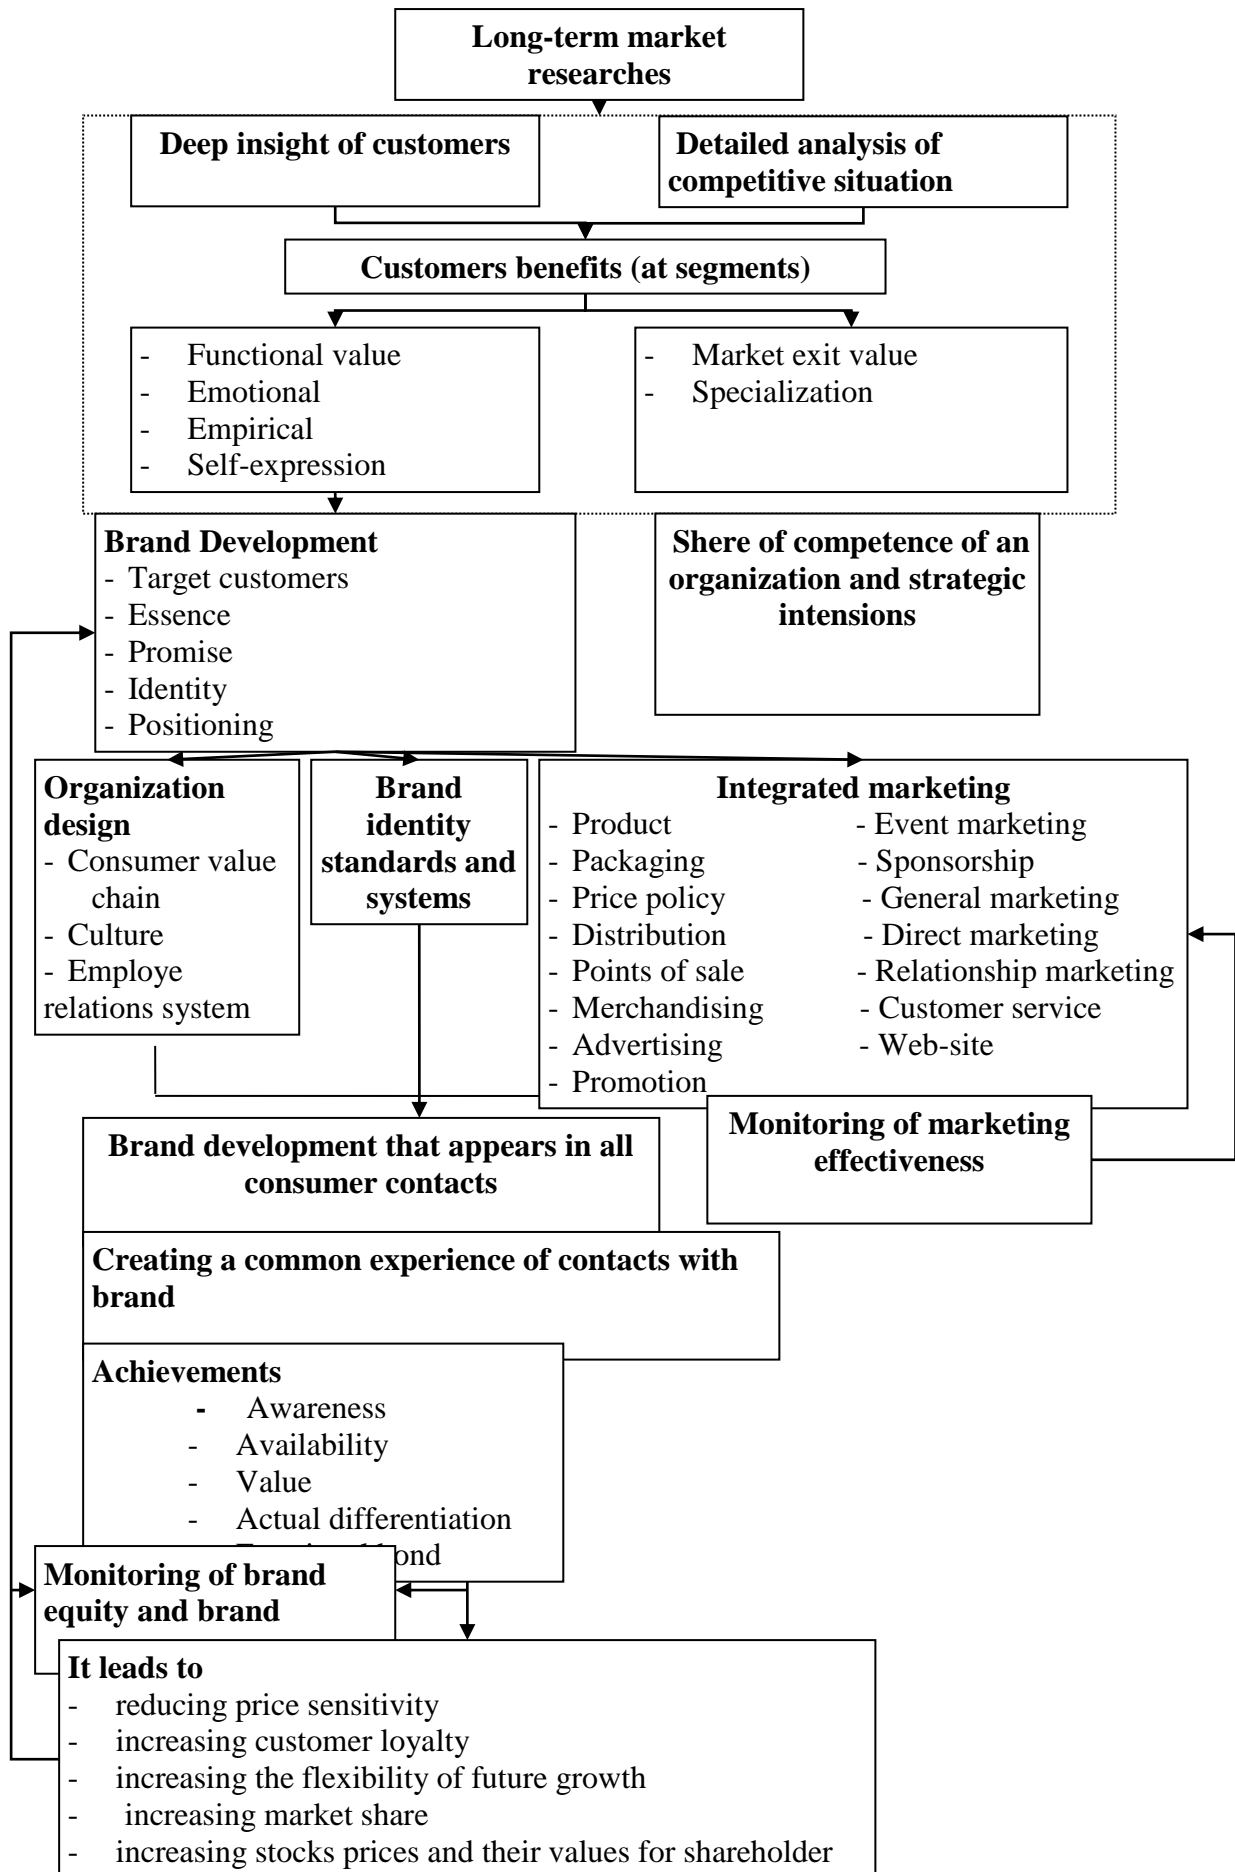 Long-term market
researches
Deep insight of customers
Detailed analysis of
competitive situation
Customers benefits (at segments)
- Functional value
- Emotional
- Empirical
- Self-expression
- Market exit value
- Specialization
Brand Development
- Target customers
- Essence
- Promise
- Identity
- Positioning
Shere of competence of an
organization and strategic
intensions
Organization
design
- Consumer value
chain
- Culture
- Employe
relations system
Brand
identity
standards and
systems
Integrated marketing
- Product
- Packaging
- Price policy
- Distribution
- Points of sale
- Merchandising
- Advertising
- Promotion
- Event marketing
- Sponsorship
- General marketing
- Direct marketing
- Relationship marketing
- Customer service
- Web-site
Monitoring of marketing
effectiveness
Brand development that appears in all
consumer contacts
Creating a common experience of contacts with
brand
Achievements
- Awareness
- Availability
- Value
- Actual differentiation
Monitoring of brand
equity and brand
It leads to
- reducing price sensitivity
- increasing customer loyalty
- increasing the flexibility of future growth
- increasing market share
- increasing stocks prices and their values for shareholder